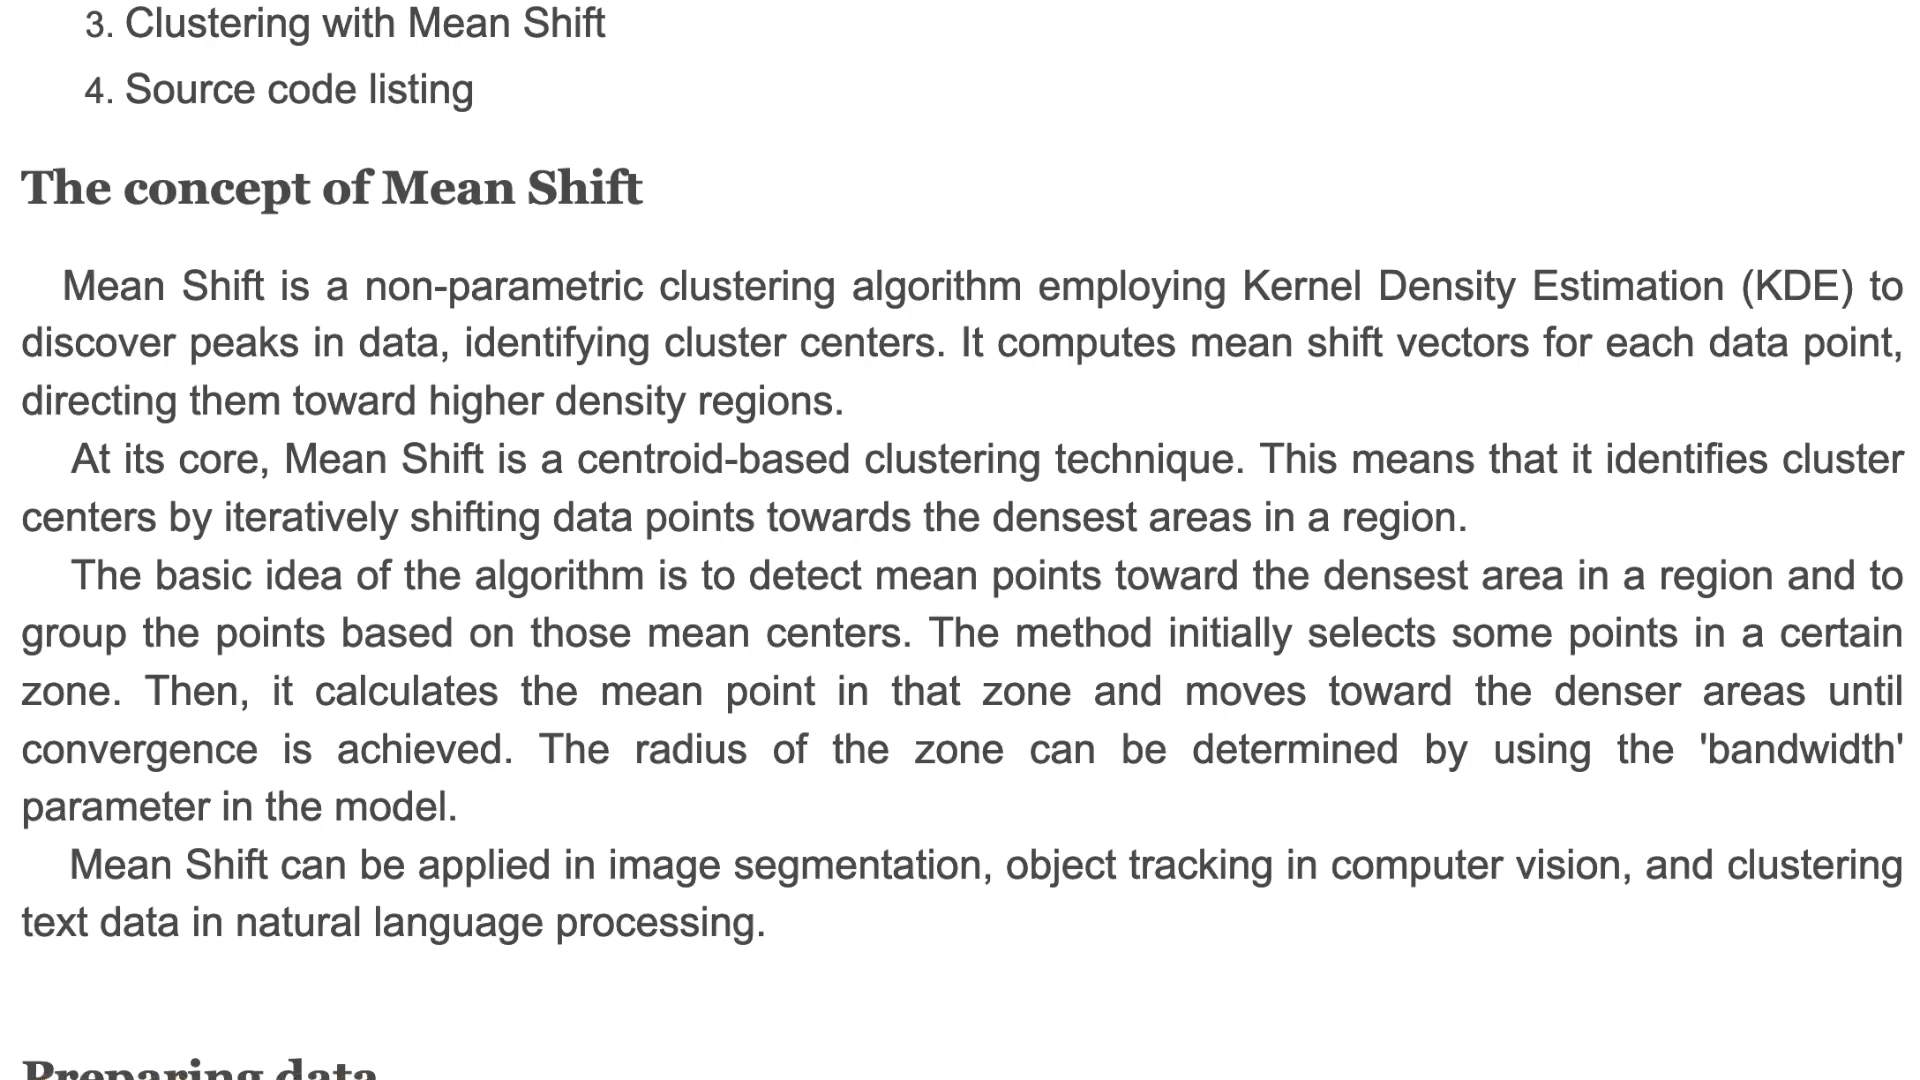 3. Clustering with Mean Shift
4. Source code listing
The concept of Mean Shift
Mean Shift is a non-parametric clustering algorithm employing Kernel Density Estimation (KDE) to
discover peaks in data, identifying cluster centers. It computes mean shift vectors for each data point,
directing them toward higher density regions.
At its core, Mean Shift is a centroid-based clustering technique. This means that it identifies cluster
centers by iteratively shifting data points towards the densest areas in a region.
The basic idea of the algorithm is to detect mean points toward the densest area in a region and to
group the points based on those mean centers. The method initially selects some points in a certain
zone. Then, it calculates the mean point in that zone and moves toward the denser areas until
convergence is achieved. The radius of the zone can be determined by using the 'bandwidth'
parameter in the model.
Mean Shift can be applied in image segmentation, object tracking in computer vision, and clustering
text data in natural language processing.
Preparing data